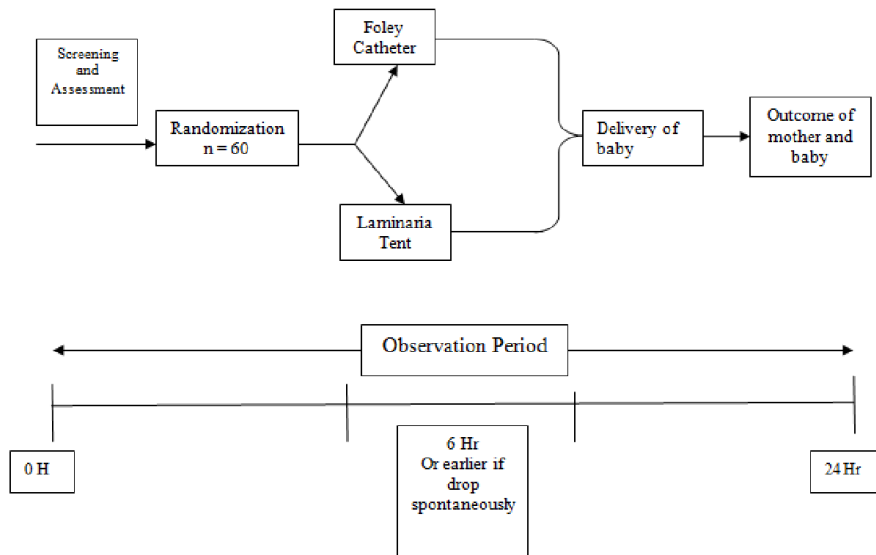 Screening
and
Assessment
Randomization
n = 60
Foley
Catheter
Laminaria
Tent
Delivery of
baby
Outcome of
mother and
baby
Observation Period
0 H
6 Hr
Or earlier if
drop
spontaneously
24 Hr